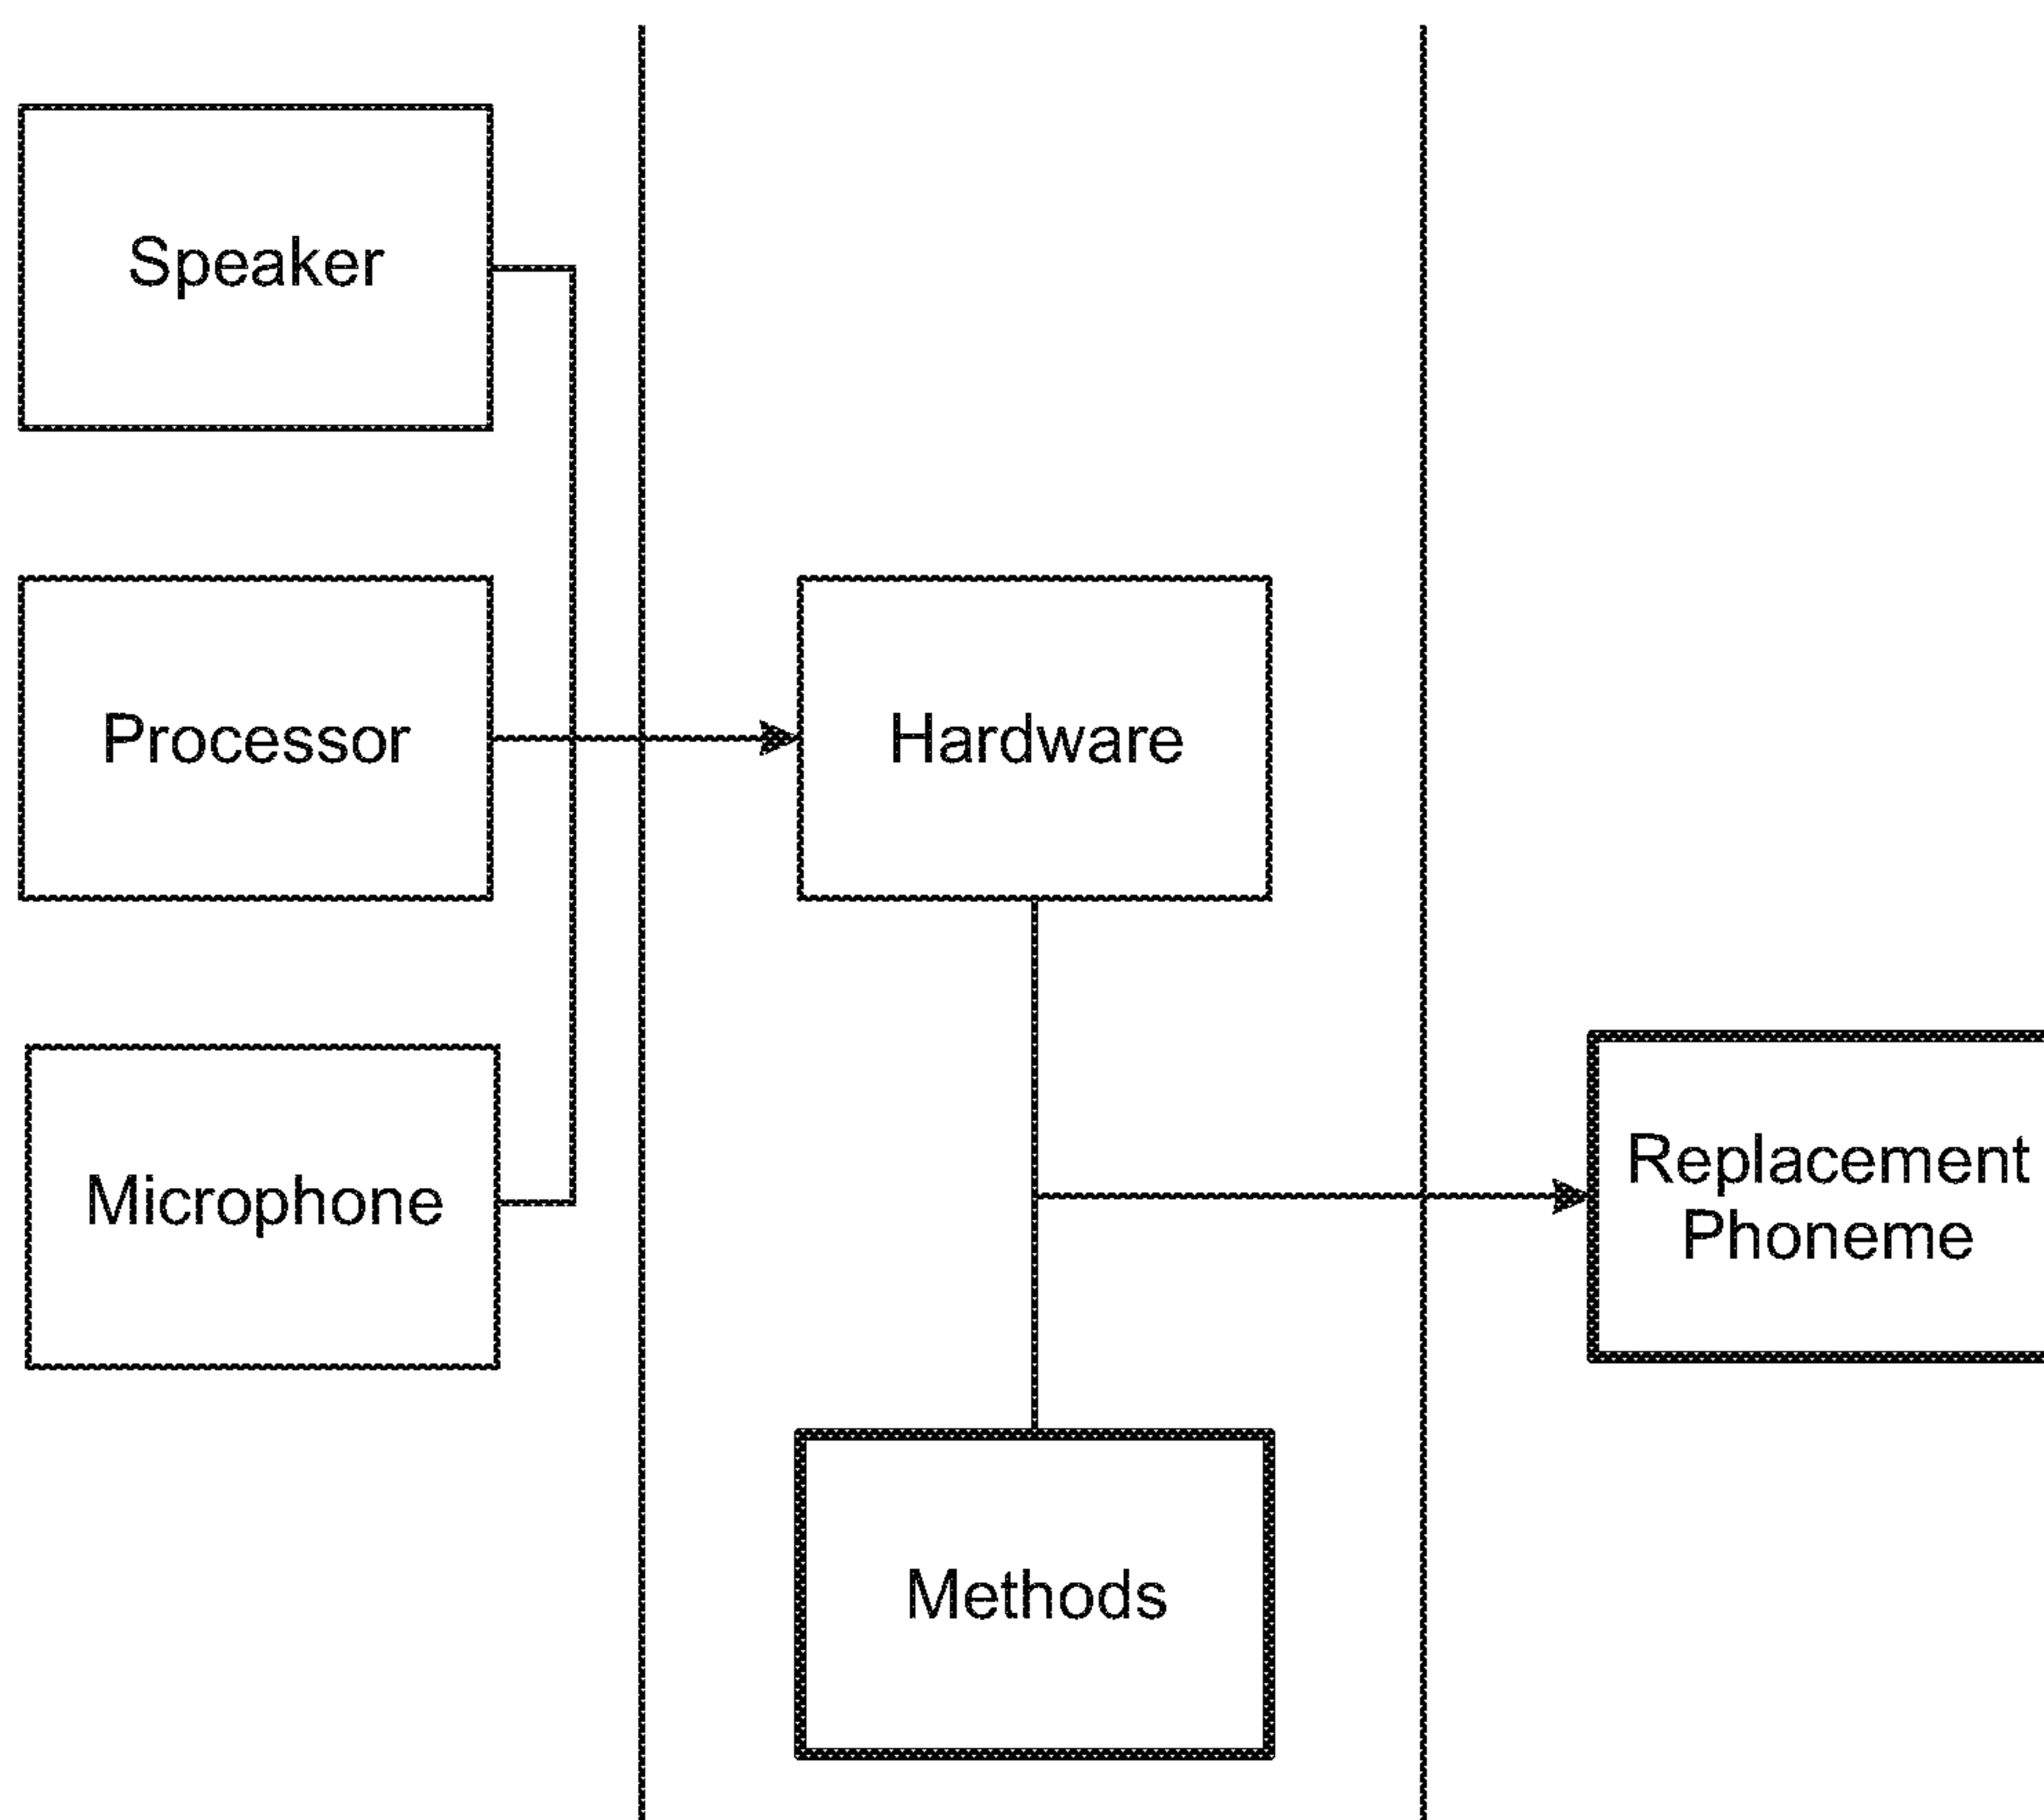 Speaker
Processor
Hardware
Microphone
Replacement
Phoneme
Methods